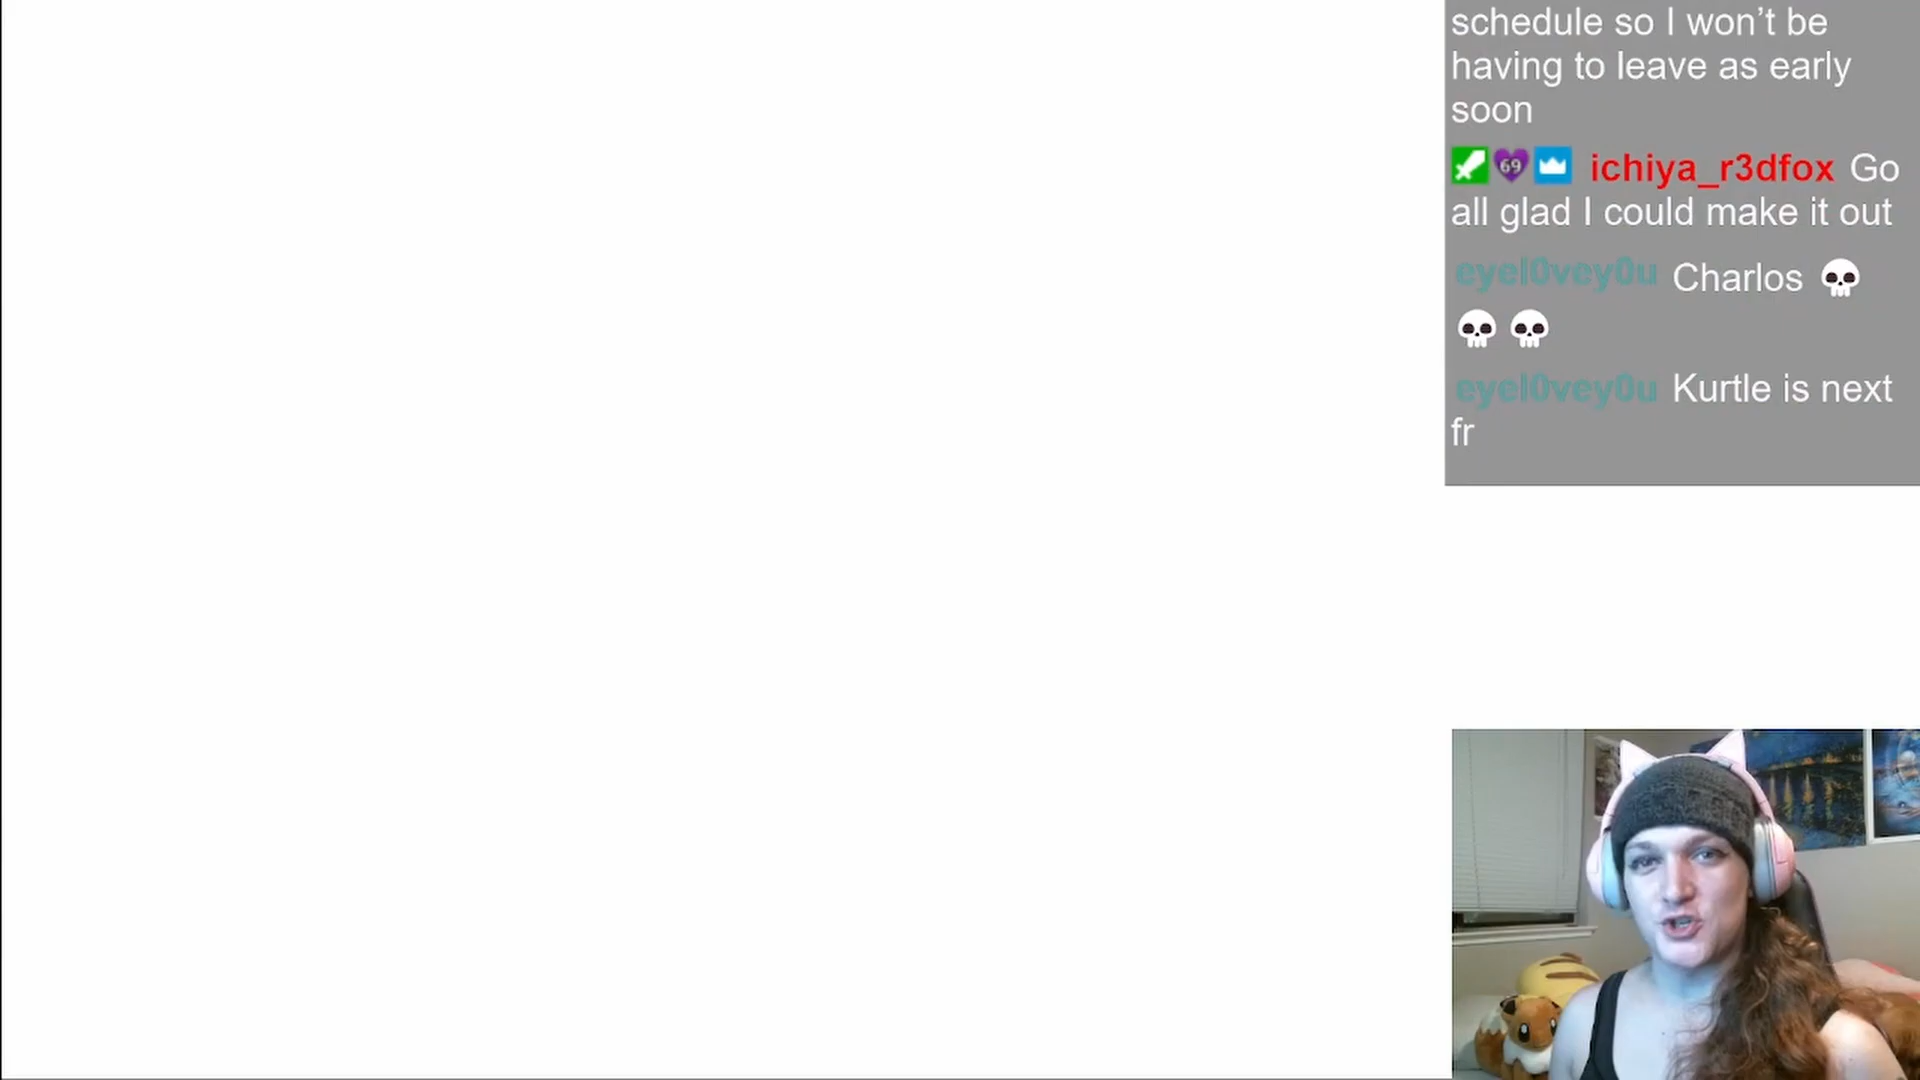 schedule so I won’t be
having to leave as early
soon
69 ichiya_r3dfox Go
all glad I could make it out
eyel0vey0u Charlos
eyel0vey0u Kurtle is next
fr